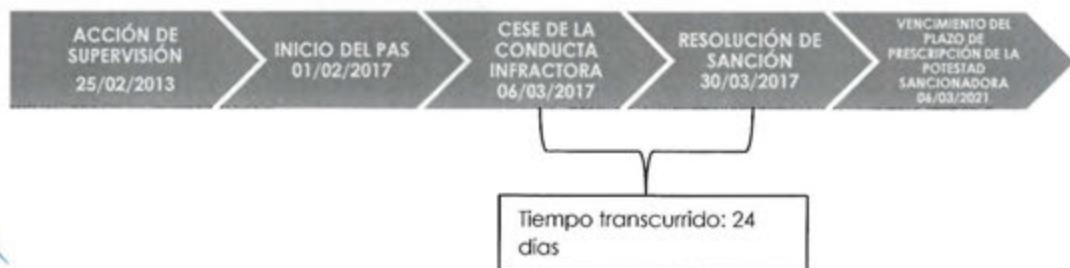 ACCIÓN DE
SUPERVISIÓN
25/02/2013
INICIO DEL PAS
01/02/2017
CESE DE LA
CONDUCTA
INFRACTORA
06/03/2017
RESOLUCIÓN DE
SANCIÓN
30/03/2017
VENCIMIENTO DEL
PLAZO DE
PRESCRIPCIÓN DE LA
POTESTAD
SANCIONADORA
06/03/2021
Tiempo transcurrido: 24
días